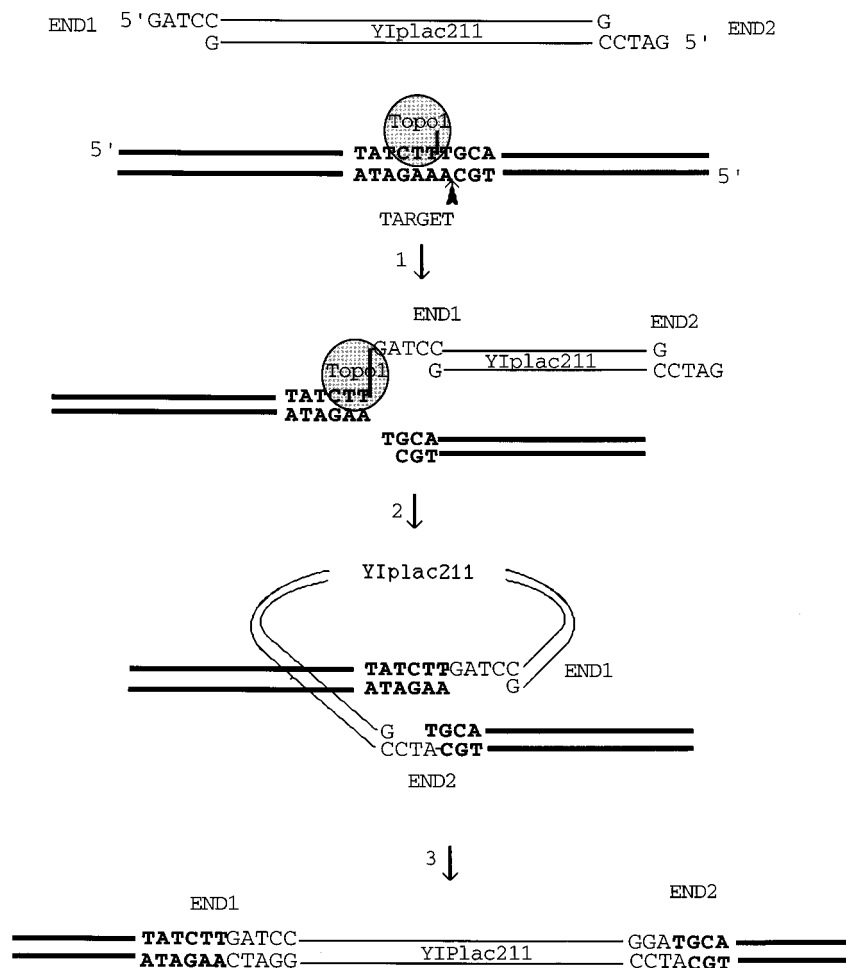 END1 5'GATCC YIplac211 G END2
G CCTAG 5'
Topo1
5' TATCTTTGCA
ATAGAAACGT 5'
TARGET
1
END1 END2
GATCC YIplac211 G
G CCTAG
Topo1
TATCTT
ATAGAA
TGCA
CGT
2
YIplac211
TATCTTGATCC END1
ATAGAA G
G TGCA
CCTACGT
END2
3
END1 END2
TATCTTGATCC GGATGCA
ATAGAACTAGG YIPlac211 CCTACGT